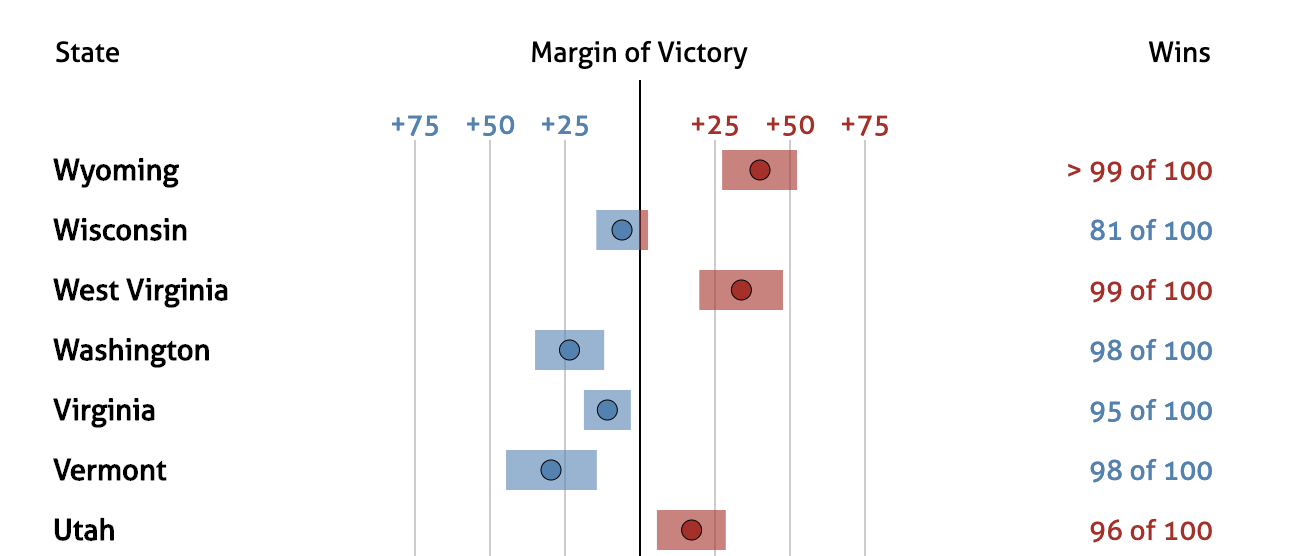 State Margin of Victory Wins
+75 +50 +25 +25 +50 +75
Wyoming > 99 of 100
Wisconsin 81 of 100
West Virginia 99 of 100
Washington 98 of 100
Virginia 95 of 100
Vermont 98 of 100
Utah 96 of 100